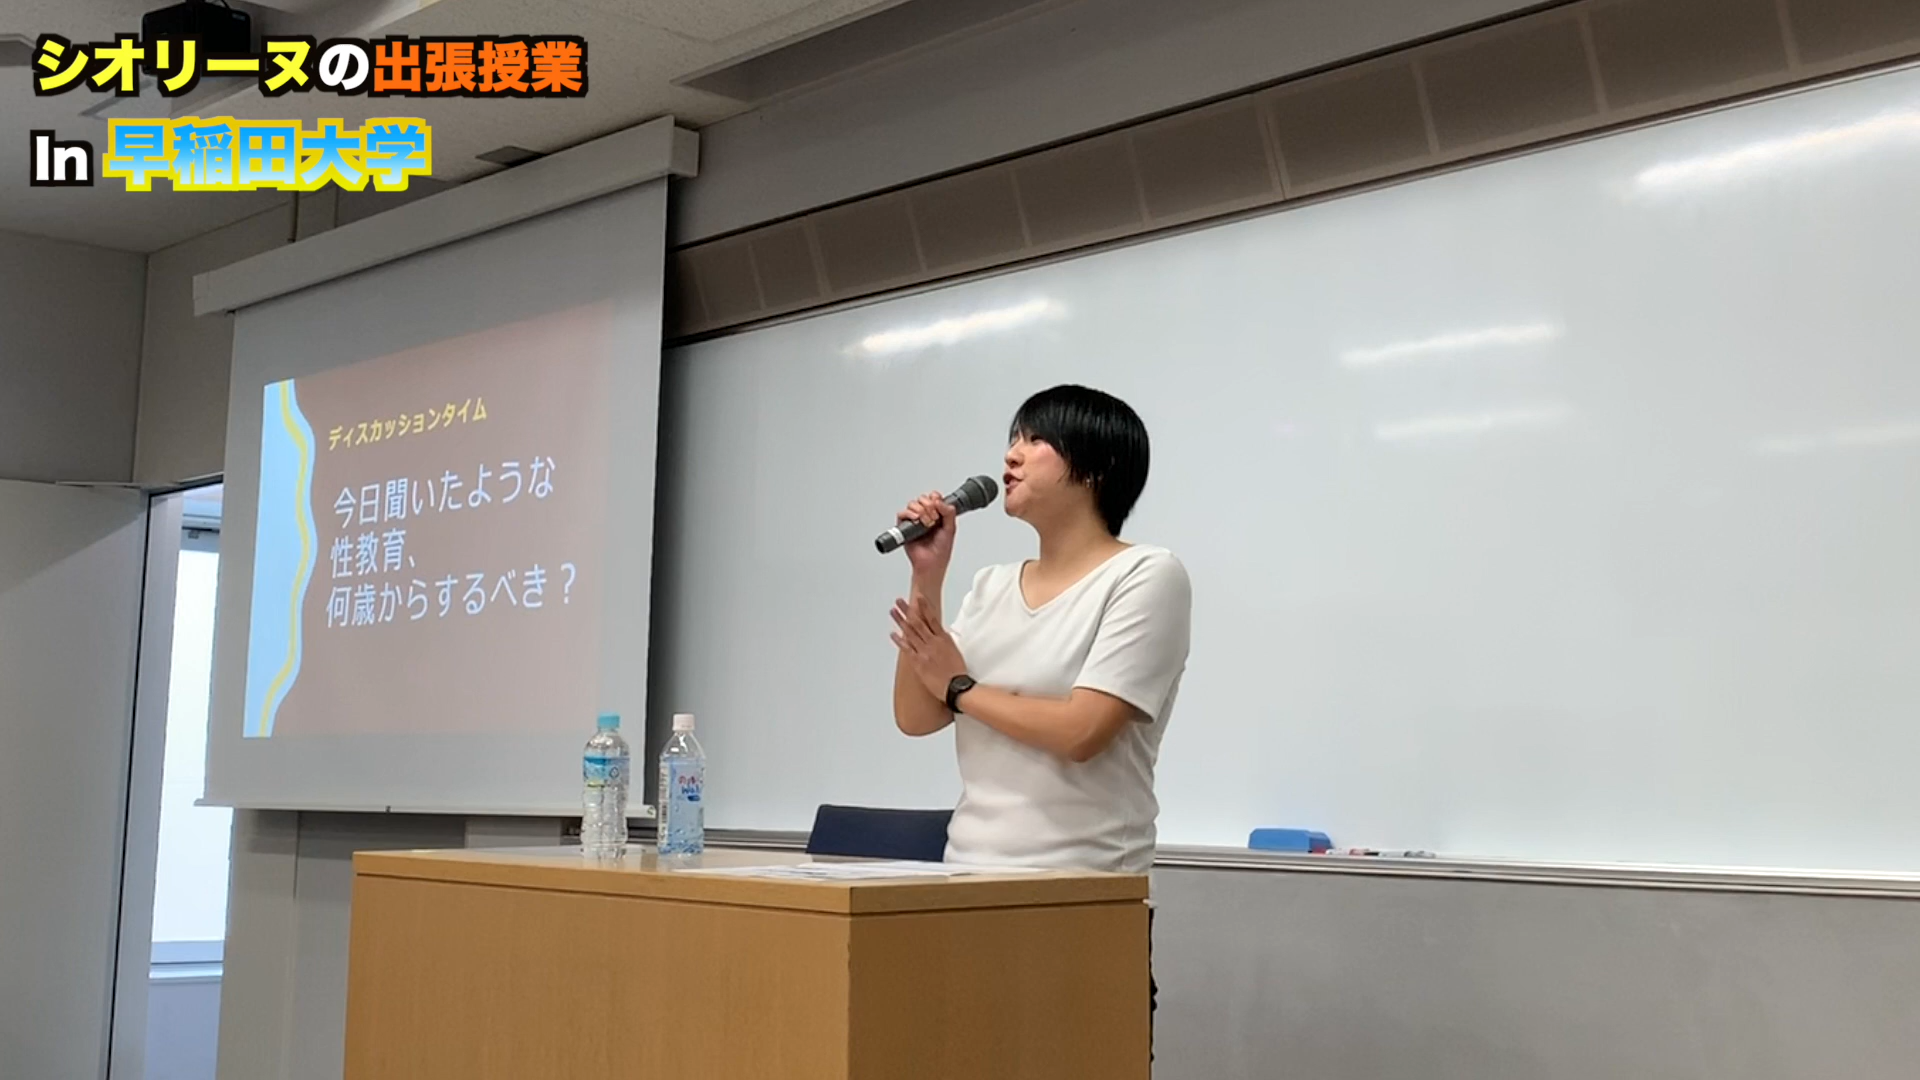 シオリーヌの出張授業
In 早稲田大学
ディスカッションタイム
今日聞いたような
性教育、
何歳からするべき？